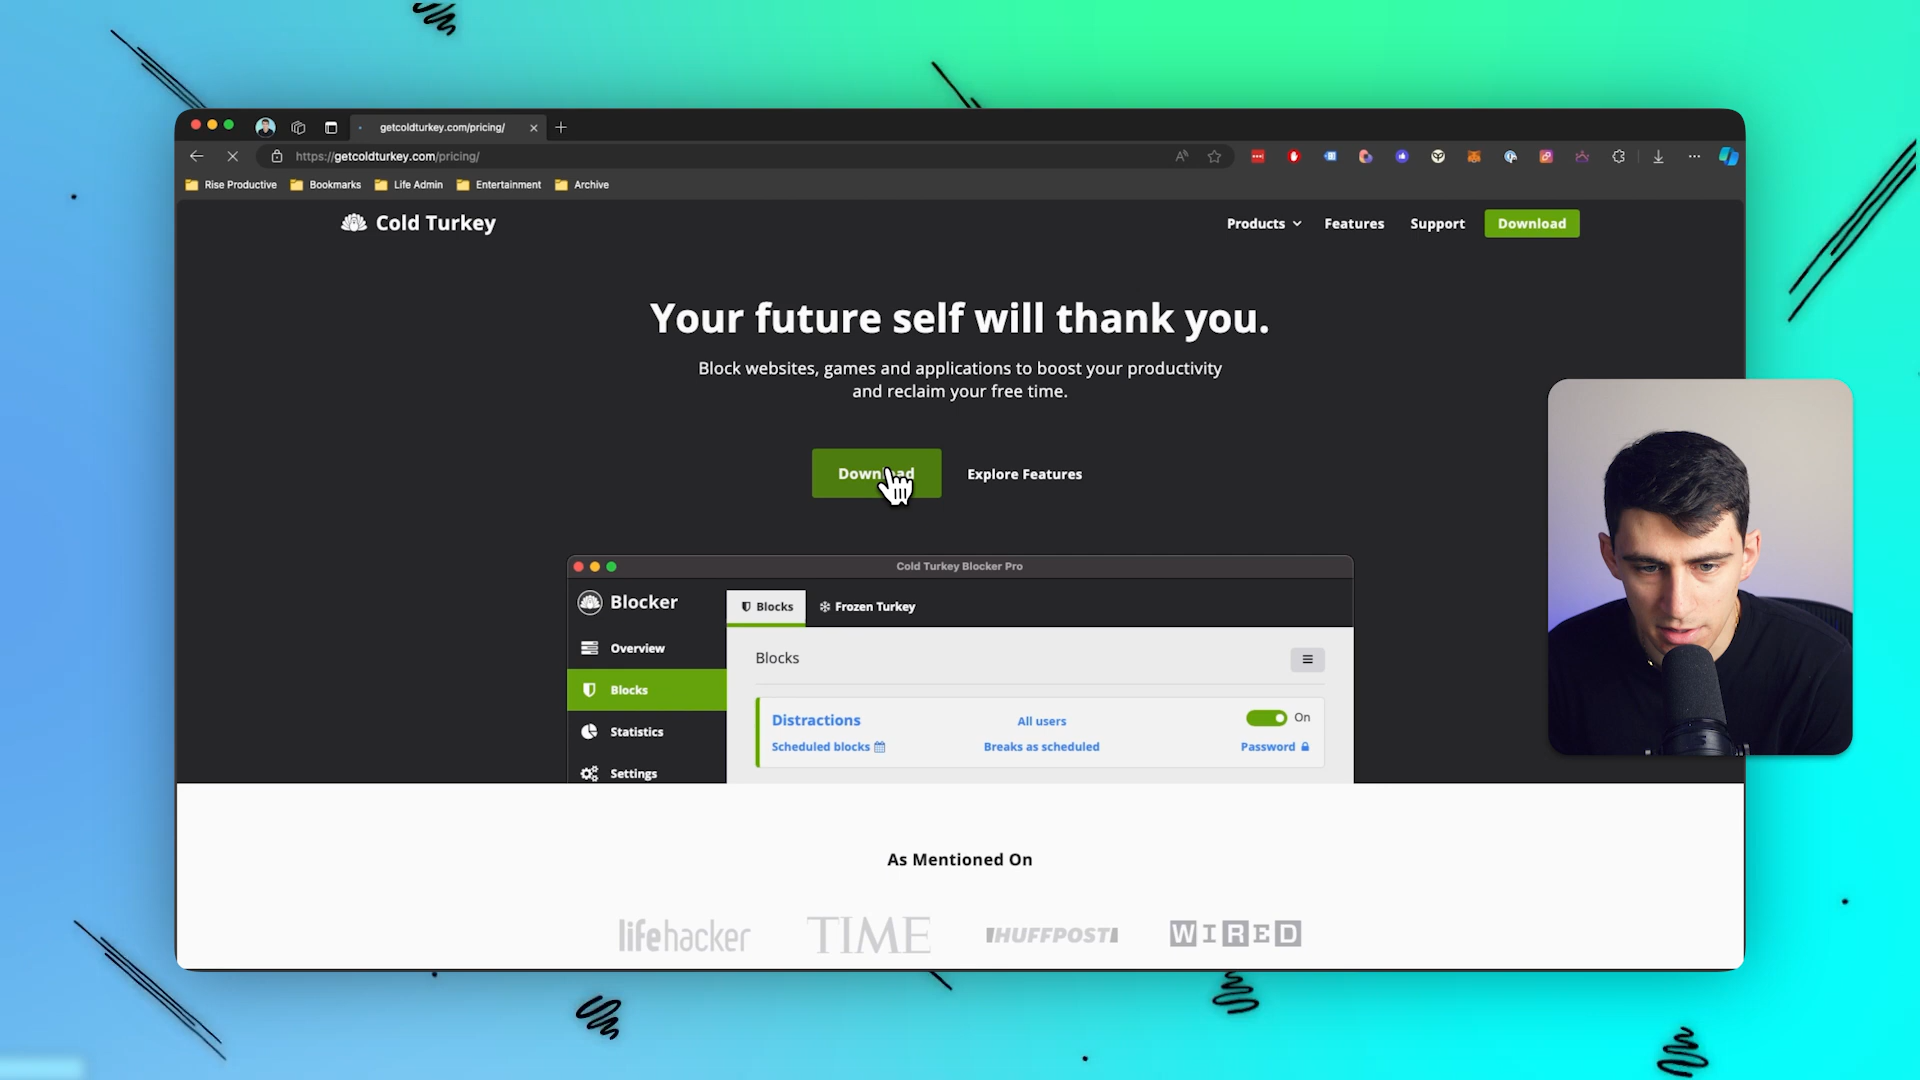 getcoldturkey.com/pricing/
https://getcoldturkey.com/pricing/
Rise Productive
Bookmarks
Life Admin
Entertainment
Archive
Cold Turkey
Products
Features
Support
Download
Your future self will thank you.
Block websites, games and applications to boost your productivity
and reclaim your free time.
Download
Explore Features
Cold Turkey Blocker Pro
Blocker
Blocks
Frozen Turkey
Overview
Blocks
Statistics
Settings
Blocks
Distractions
All users
On
Scheduled blocks
Breaks as scheduled
Password
As Mentioned On
lifehacker
TIME
HUFFPOST
WIRED